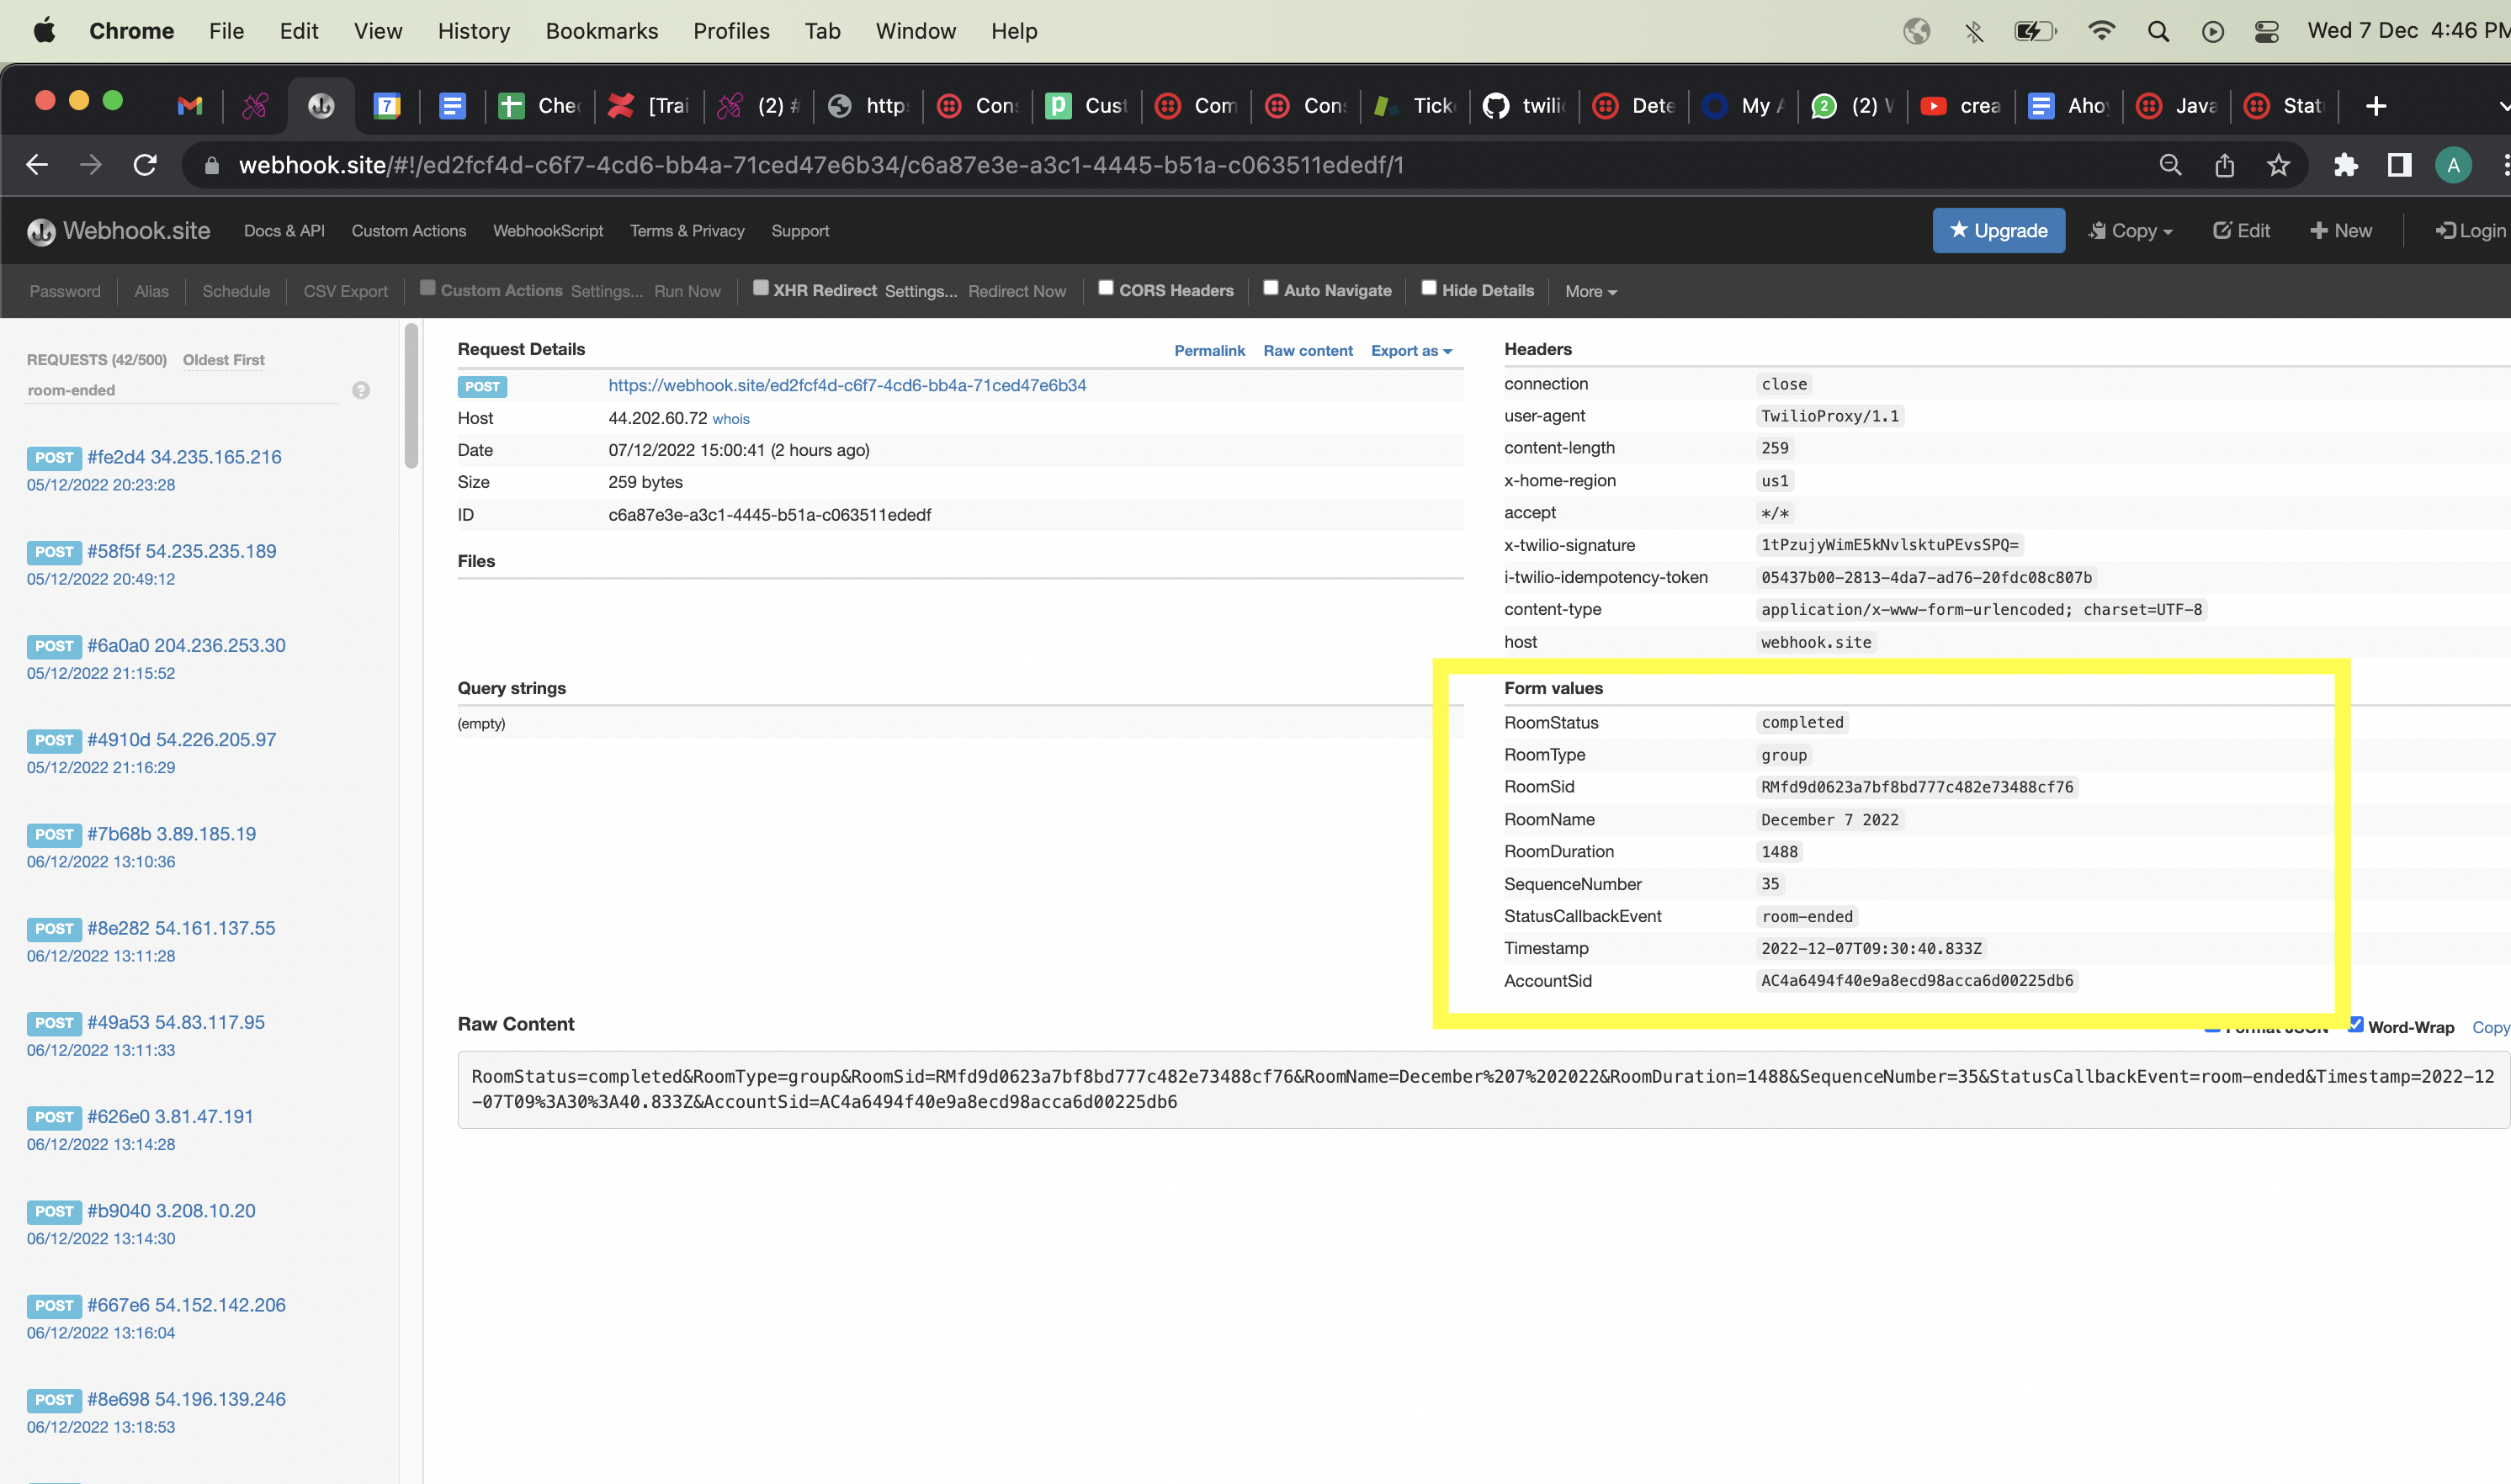 Chrome File Edit View History Bookmarks Profiles Tab Window Help Wed 7 Dec 4:46 PM
7 Chec [Trai (2) # http Cons Cust Com Cons Ticke twilio Dete My A 2 (2) W crea Aho Java Stat
webhook.site/#!/ed2fcf4d-c6f7-4cd6-bb4a-71ced47e6b34/c6a87e3e-a3c1-4445-b51a-c063511ededf/1 A
Webhook.site Docs & API Custom Actions WebhookScript Terms & Privacy Support Upgrade Copy Edit New Login
Password Alias Schedule CSV Export Custom Actions Settings... Run Now XHR Redirect Settings... Redirect Now CORS Headers Auto Navigate Hide Details More
REQUESTS (42/500) Oldest First
room-ended ?
POST #fe2d4 34.235.165.216
05/12/2022 20:23:28
POST #58f5f 54.235.235.189
05/12/2022 20:49:12
POST #6a0a0 204.236.253.30
05/12/2022 21:15:52
POST #4910d 54.226.205.97
05/12/2022 21:16:29
POST #7b68b 3.89.185.19
06/12/2022 13:10:36
POST #8e282 54.161.137.55
06/12/2022 13:11:28
POST #49a53 54.83.117.95
06/12/2022 13:11:33
POST #626e0 3.81.47.191
06/12/2022 13:14:28
POST #b9040 3.208.10.20
06/12/2022 13:14:30
POST #667e6 54.152.142.206
06/12/2022 13:16:04
POST #8e698 54.196.139.246
06/12/2022 13:18:53
Request Details Permalink Raw content Export as
POST https://webhook.site/ed2fcf4d-c6f7-4cd6-bb4a-71ced47e6b34
Host 44.202.60.72 whois
Date 07/12/2022 15:00:41 (2 hours ago)
Size 259 bytes
ID c6a87e3e-a3c1-4445-b51a-c063511ededf
Files
Query strings
(empty)
Headers
connection close
user-agent TwilioProxy/1.1
content-length 259
x-home-region us1
accept */*
x-twilio-signature 1tPzujyWimE5kNvlsktuPEvsSPQ=
i-twilio-idempotency-token 05437b00-2813-4da7-ad76-20fdc08c807b
content-type application/x-www-form-urlencoded; charset=UTF-8
host webhook.site
Form values
RoomStatus completed
RoomType group
RoomSid RMfd9d0623a7bf8bd777c482e73488cf76
RoomName December 7 2022
RoomDuration 1488
SequenceNumber 35
StatusCallbackEvent room-ended
Timestamp 2022-12-07T09:30:40.833Z
AccountSid AC4a6494f40e9a8ecd98acca6d00225db6
Raw Content Format JSON Word-Wrap Copy
RoomStatus=completed&RoomType=group&RoomSid=RMfd9d0623a7bf8bd777c482e73488cf76&RoomName=December%207%202022&RoomDuration=1488&SequenceNumber=35&StatusCallbackEvent=room-ended&Timestamp=2022-12
-07T09%3A30%3A40.833Z&AccountSid=AC4a6494f40e9a8ecd98acca6d00225db6